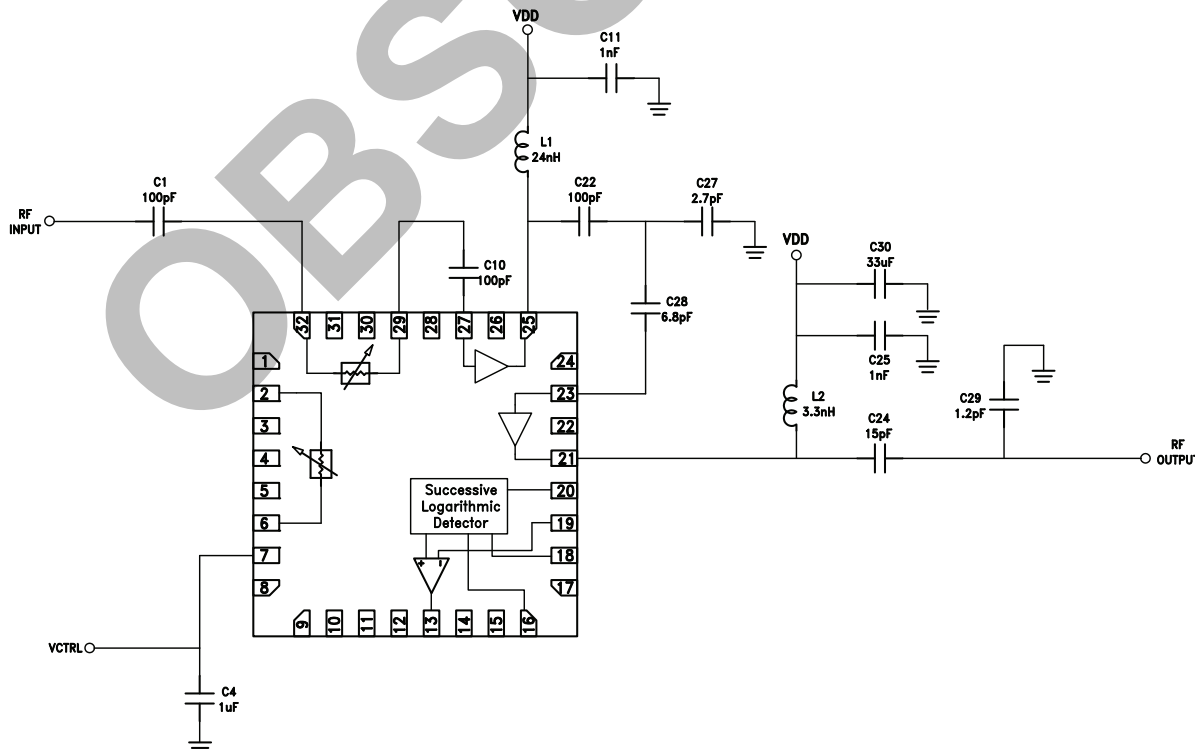 OBS
VDD
C11
1nF
L1
24nH
C1
100pF
C22
100pF
C27
2.7pF
RF
INPUT
VDD
C30
33uF
C10
100pF
C28
6.8pF
32
31
30
29
28
27
26
25
C25
1nF
1
24
2
23
L2
3.3nH
C29
1.2pF
C24
15pF
3
22
4
21
RF
OUTPUT
5
Successive
Logarithmic
Detector
20
6
19
7
+
-
18
8
17
9
10
11
12
13
14
15
16
VCTRL
C4
1uF